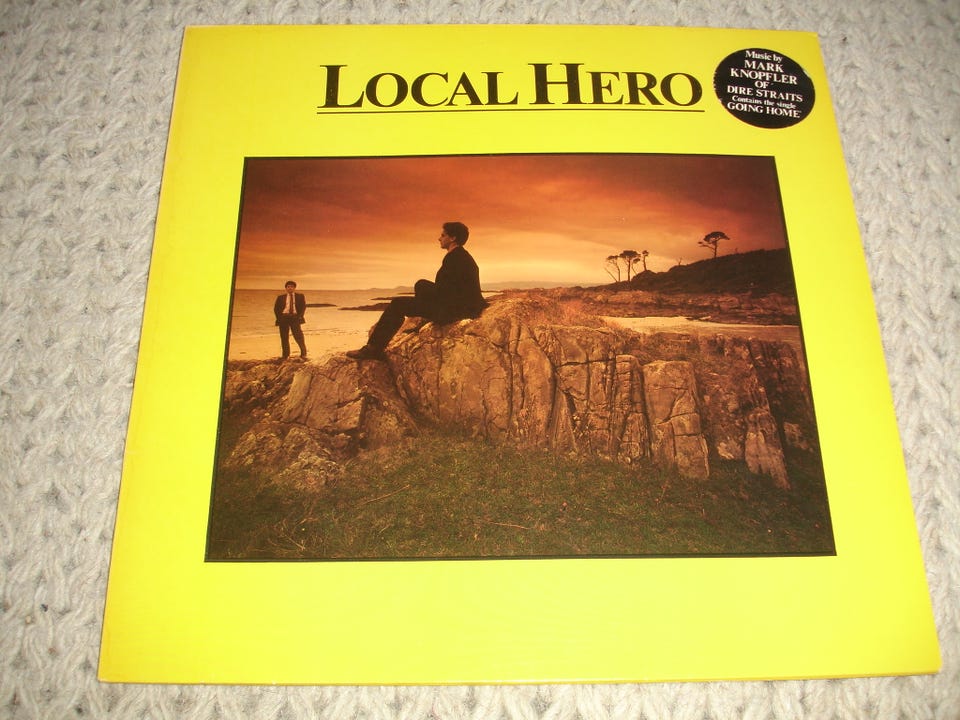 LOCAL HERO
Music by
MARK
KNOPFLER
OF
DIRE STRAITS
Contains the single
GOING HOME'